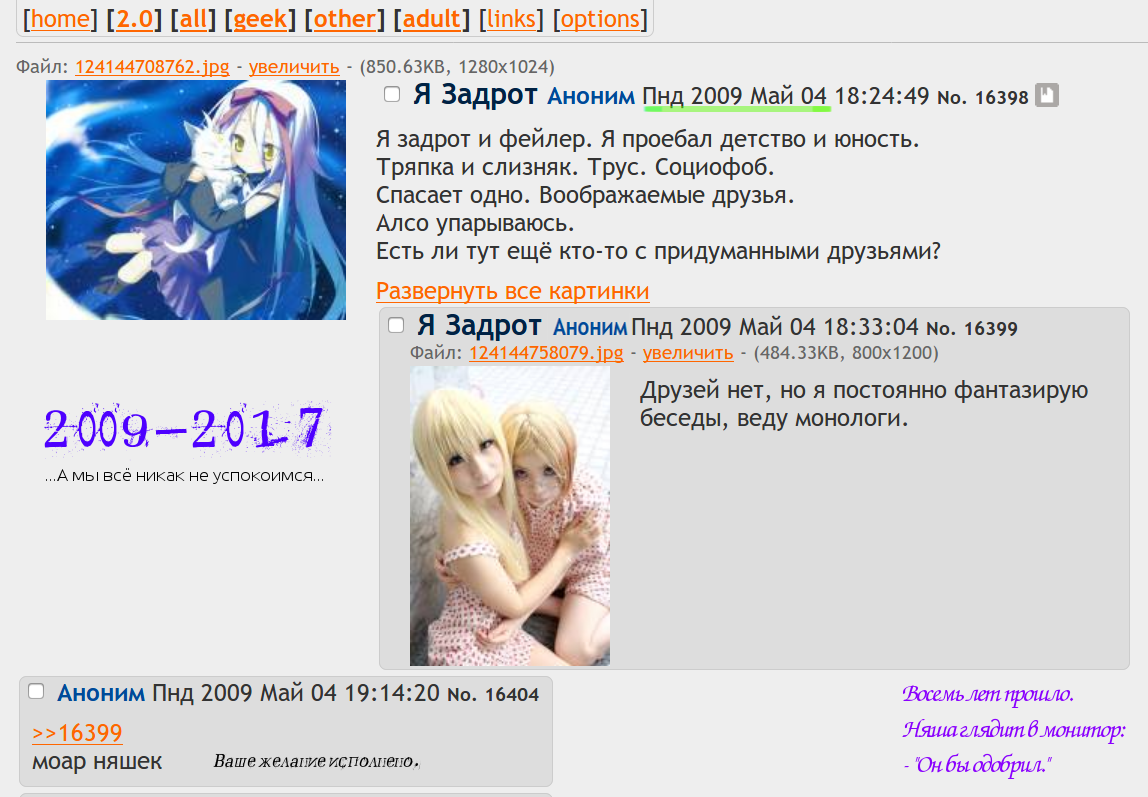 [home] [2.0] [all] [geek] [other] [adult] [links] [options]
Файл: 124144708762.jpg - увеличить - (850.63KB, 1280x1024)
Я Задрот Аноним Пнд 2009 Май 04 18:24:49 No. 16398
Я задрот и фейлер. Я проебал детство и юность.
Тряпка и слизняк. Трус. Социофоб.
Спасает одно. Воображаемые друзья.
Алсо упарываюсь.
Есть ли тут ещё кто-то с придуманными друзьями?
Развернуть все картинки
Я Задрот Аноним Пнд 2009 Май 04 18:33:04 No. 16399
Файл: 124144758079.jpg - увеличить - (484.33KB, 800x1200)
Друзей нет, но я постоянно фантазирую
беседы, веду монологи.
2009-2017
...А мы всё никак не успокоимся...
Аноним Пнд 2009 Май 04 19:14:20 No. 16404
>>16399
моар няшек
Ваше желание исполнено.
Восемь лет прошло.
Няша глядит в монитор:
- "Он бы одобрил."